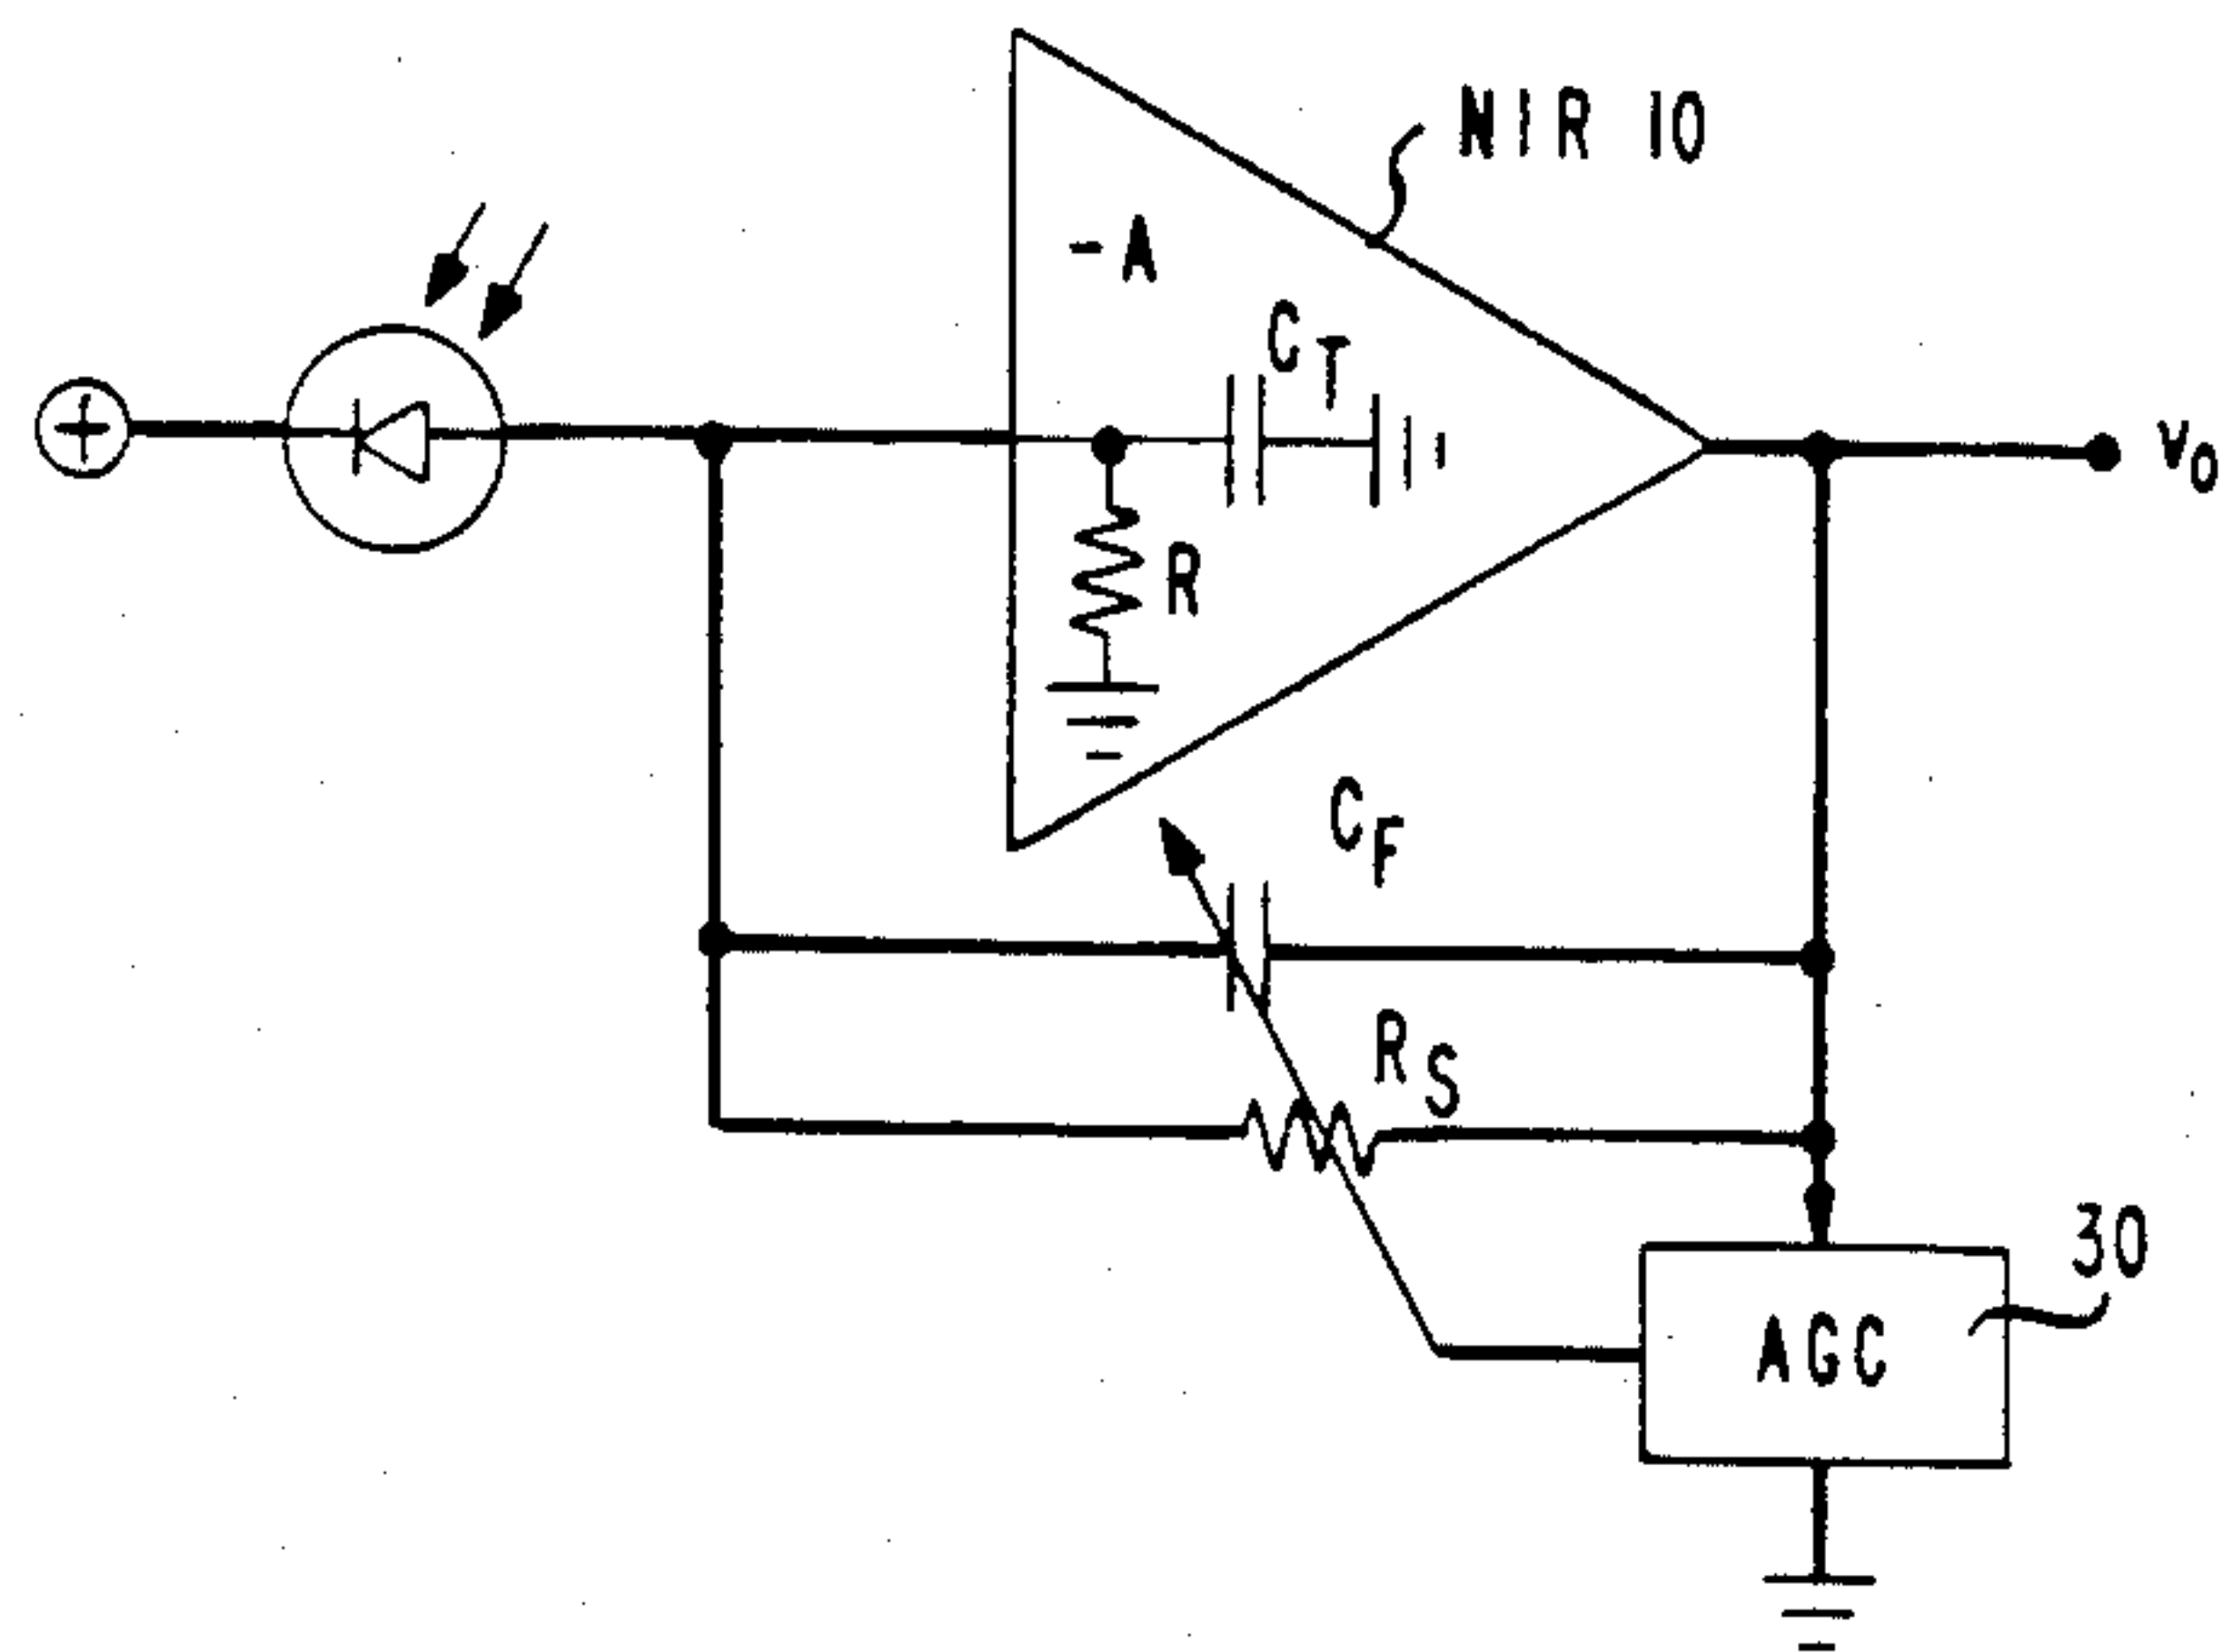 NIR 10
-A
C_T
+
V_O
R
C_F
R_S
30
AGC